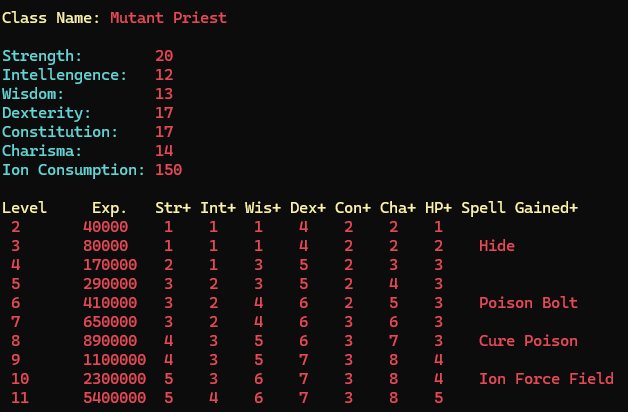 Class Name: Mutant Priest
Strength: 20
Intellengence: 12
Wisdom: 13
Dexterity: 17
Constitution: 17
Charisma: 14
Ion Consumption: 150
Level Exp. Str+ Int+ Wis+ Dex+ Con+ Cha+ HP+ Spell Gained+
2 40000 1 1 1 4 2 2 1
3 80000 1 1 1 4 2 2 2 Hide
4 170000 2 1 3 5 2 3 3
5 290000 3 2 3 5 2 4 3
6 410000 3 2 4 6 2 5 3 Poison Bolt
7 650000 3 2 4 6 3 6 3
8 890000 4 3 5 6 3 7 3 Cure Poison
9 1100000 4 3 5 7 3 8 4
10 2300000 5 3 6 7 3 8 4 Ion Force Field
11 5400000 5 4 6 7 3 8 5